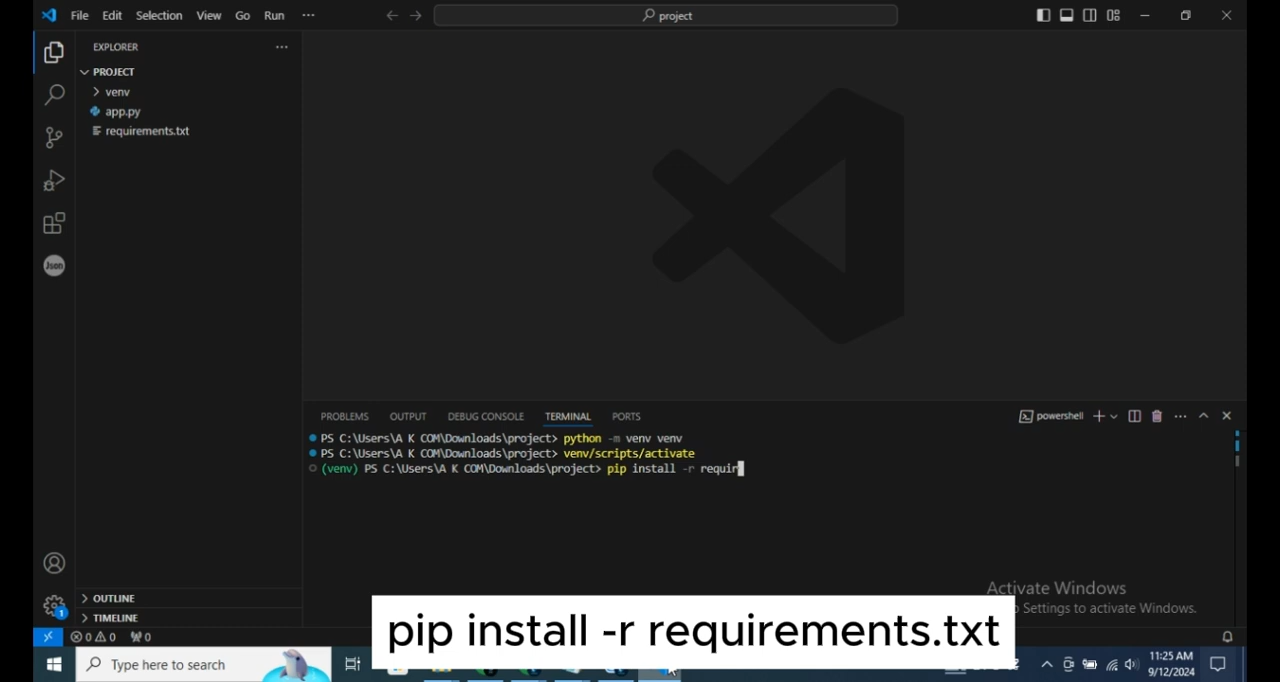 File Edit Selection View Go Run ···
project
EXPLORER ···
PROJECT
venv
app.py
requirements.txt
Json
PROBLEMS OUTPUT DEBUG CONSOLE TERMINAL PORTS
powershell
PS C:\Users\A K COM\Downloads\project> python -m venv venv
PS C:\Users\A K COM\Downloads\project> venv/scripts/activate
(venv) PS C:\Users\A K COM\Downloads\project> pip install -r requir
Activate Windows
Settings to activate Windows.
OUTLINE
1
TIMELINE
0 0 0
pip install -r requirements.txt
Type here to search
11:25 AM
9/12/2024